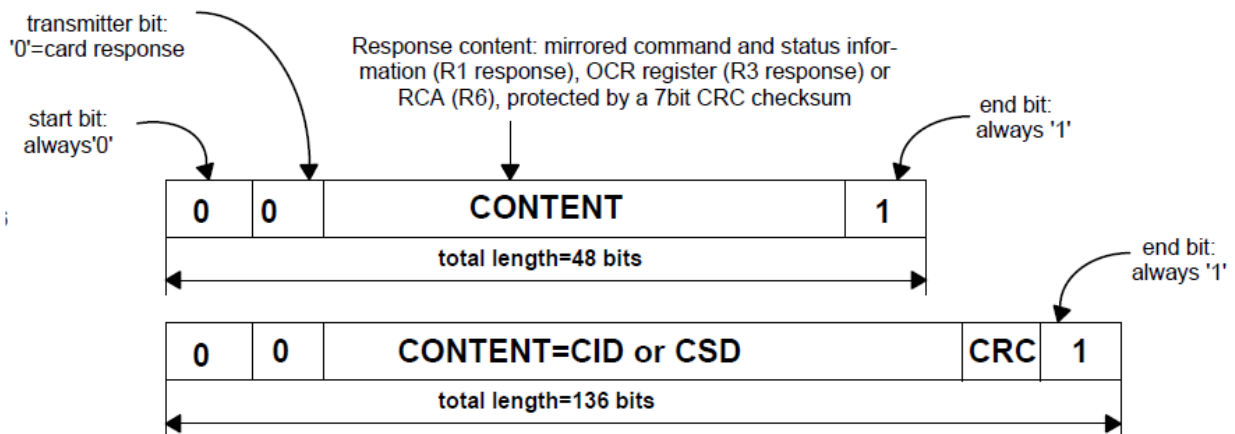 transmitter bit:
'0'=card response
Response content: mirrored command and status infor-
mation (R1 response), OCR register (R3 response) or
RCA (R6), protected by a 7bit CRC checksum
start bit:
always'0'
end bit:
always '1'
0 0 CONTENT 1
total length=48 bits
end bit:
always '1'
0 0 CONTENT=CID or CSD CRC 1
total length=136 bits